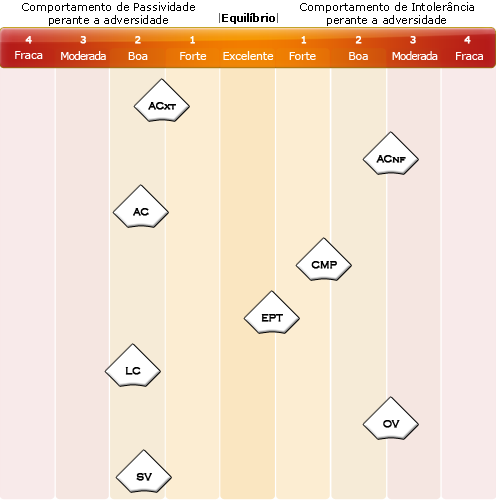 Comportamento de Passividade
perante a adversidade
|Equilíbrio|
Comportamento de Intolerância
perante a adversidade
4 3 2 1 1 2 3 4
Fraca Moderada Boa Forte Excelente Forte Boa Moderada Fraca
ACXT
ACNF
AC
CMP
EPT
LC
OV
SV